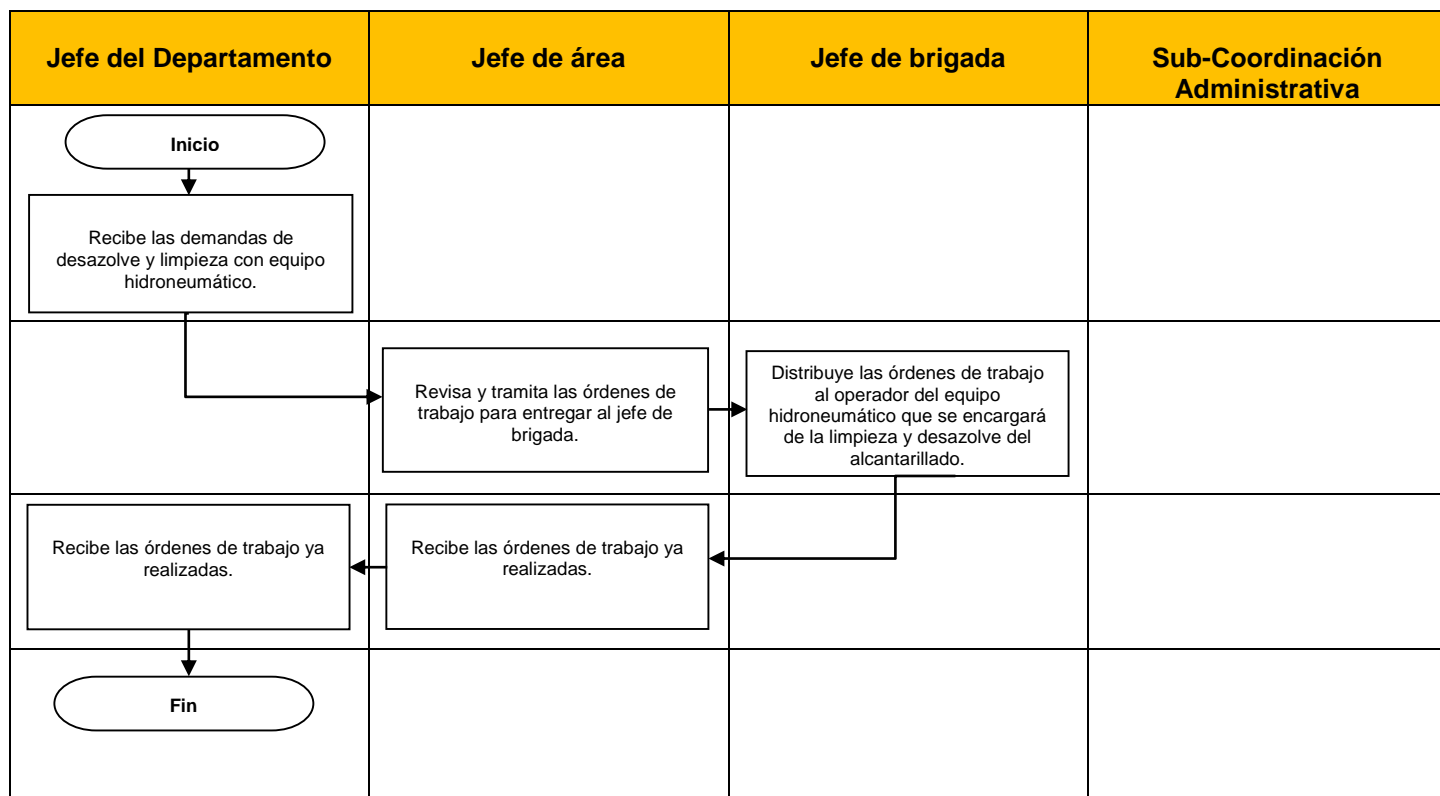 Jefe del Departamento
Jefe de área
Jefe de brigada
Sub-Coordinación
Administrativa
Inicio
Recibe las demandas de
desazolve y limpieza con equipo
hidroneumático.
Revisa y tramita las órdenes de
trabajo para entregar al jefe de
brigada.
Distribuye las órdenes de trabajo
al operador del equipo
hidroneumático que se encargará
de la limpieza y desazolve del
alcantarillado.
Recibe las órdenes de trabajo ya
realizadas.
Recibe las órdenes de trabajo ya
realizadas.
Fin